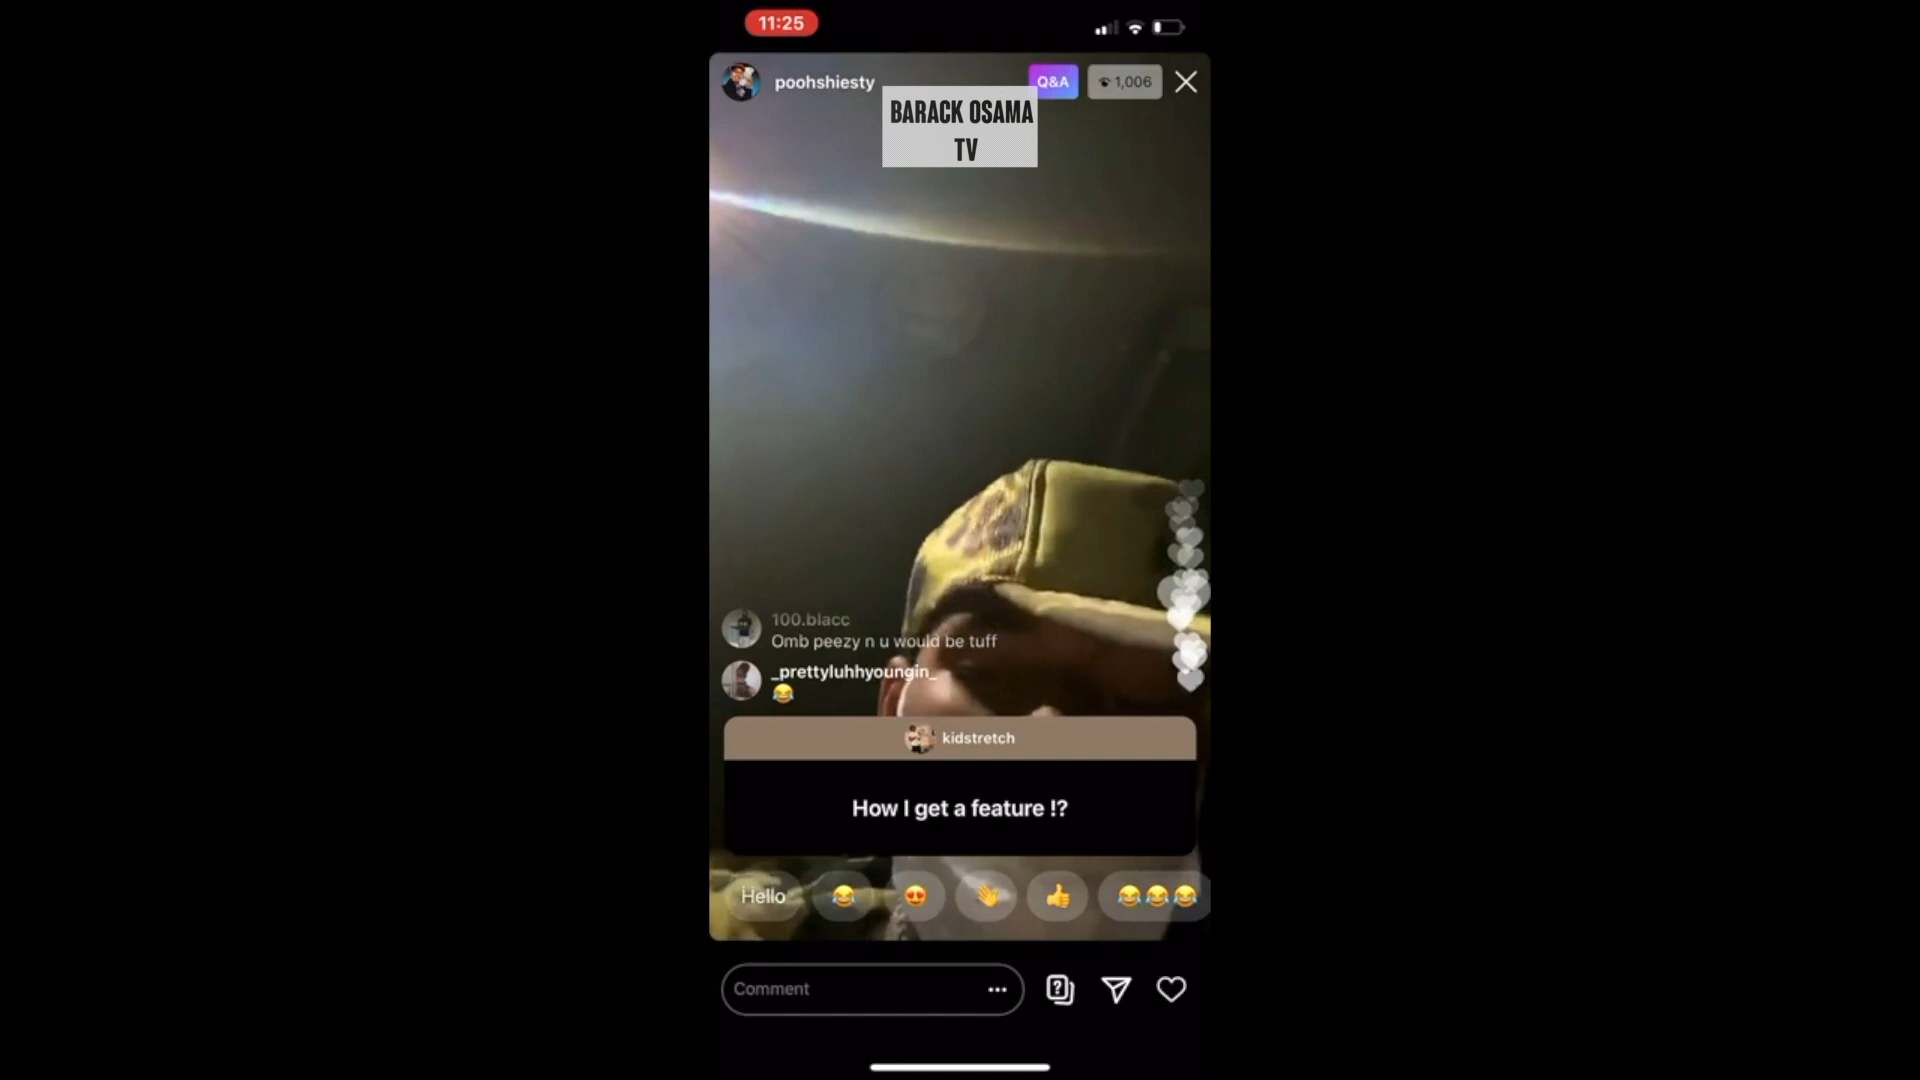 11:25
poohshiesty
Q&A
1,006
BARACK OSAMA
TV
100.blacc
Omb peezy n u would be tuff
_prettyluhhyoungin_
😂
kidstretch
How I get a feature !?
Hello
😂 😍 👋 👍 😂😂😂
Comment